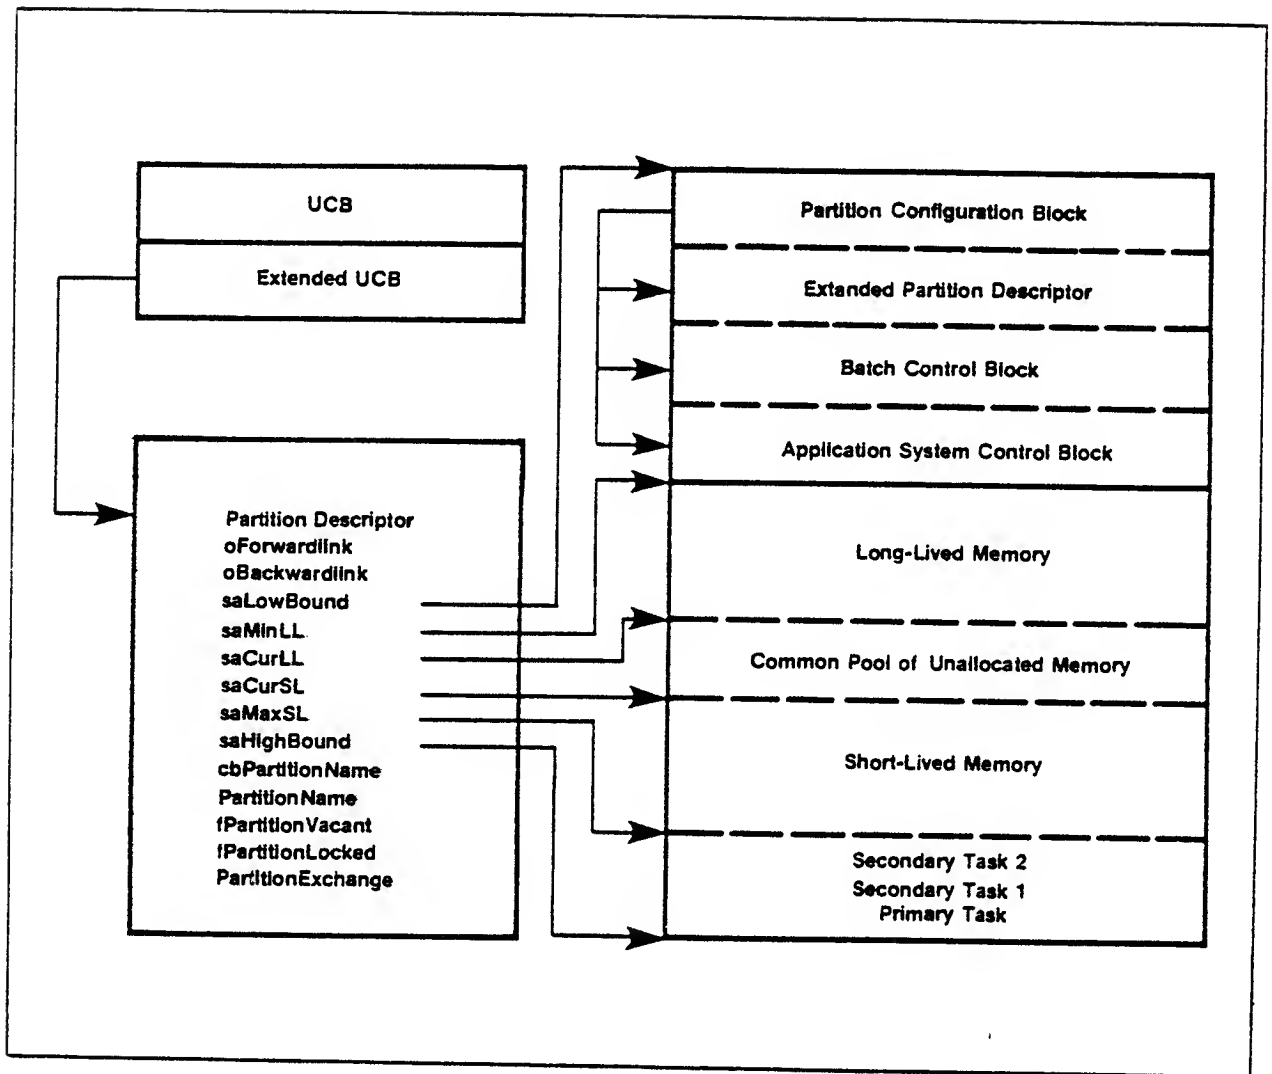 UCB
Extended UCB
Partition Descriptor
oForwardlink
oBackwardlink
saLowBound
saMinLL
saCurLL
saCurSL
saMaxSL
saHighBound
cbPartitionName
PartitionName
fPartitionVacant
fPartitionLocked
PartitionExchange
Partition Configuration Block
Extanded Partition Descriptor
Batch Control Block
Application System Control Block
Long-Lived Memory
Common Pool of Unallocated Memory
Short-Lived Memory
Secondary Task 2
Secondary Task 1
Primary Task